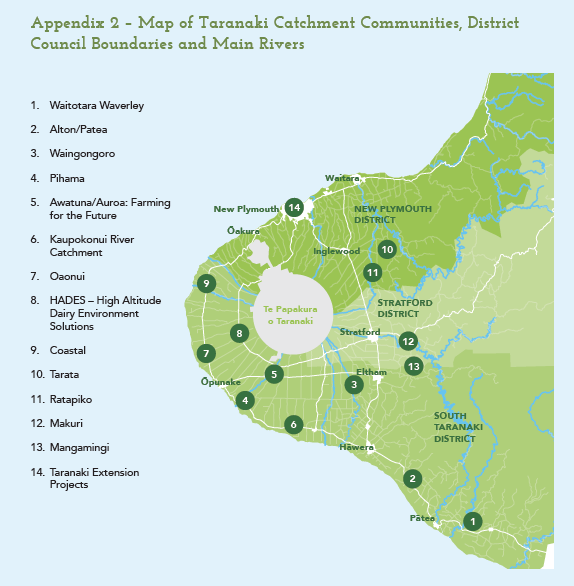 Appendix 2 – Map of Taranaki Catchment Communities, District
Council Boundaries and Main Rivers
1. Waitotara Waverley
2. Alton/Patea
3. Waingongoro
4. Pihama
5. Awatuna/Auroa: Farming
for the Future
6. Kaupokonui River
Catchment
7. Oaonui
8. HADES – High Altitude
Dairy Environment
Solutions
9. Coastal
10. Tarata
11. Ratapiko
12. Makuri
13. Mangamingi
14. Taranaki Extension
Projects
Waitara
New Plymouth
14
NEW PLYMOUTH
DISTRICT
Ōakura
Inglewood
10
11
9
Te Papakura
o Taranaki
STRATFORD
DISTRICT
8
Stratford
12
7
13
5
Eltham
Ōpunake
3
4
SOUTH
TARANAKI
DISTRICT
6
Hāwera
2
Pātea
1